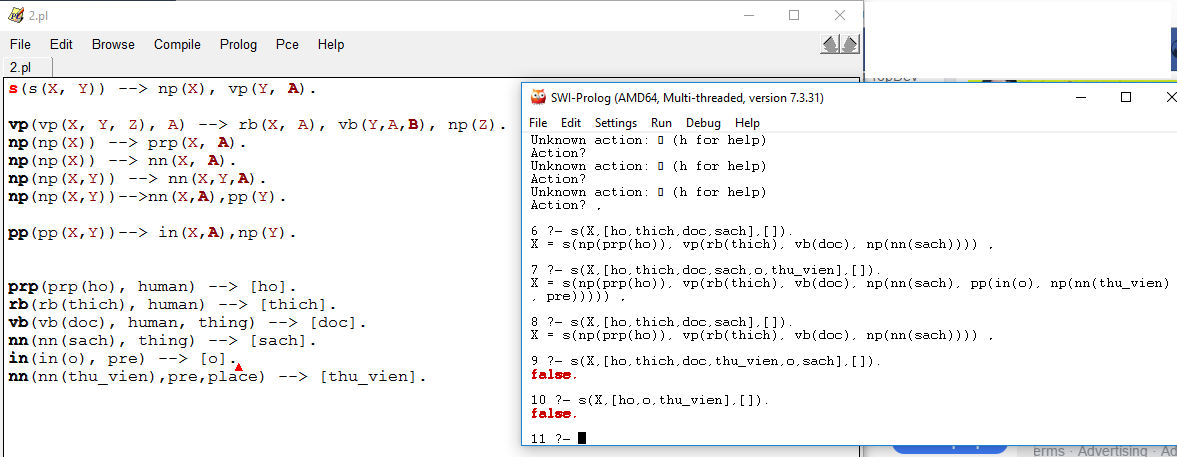 2.pl
File Edit Browse Compile Prolog Pce Help
2.pl
s(s(X, Y)) --> np(X), vp(Y, A).
vp(vp(X, Y, Z), A) --> rb(X, A), vb(Y,A,B), np(Z).
np(np(X)) --> prp(X, A).
np(np(X)) --> nn(X, A).
np(np(X,Y)) --> nn(X,Y,A).
np(np(X,Y))-->nn(X,A),pp(Y).
pp(pp(X,Y))--> in(X,A),np(Y).
prp(prp(ho), human) --> [ho].
rb(rb(thich), human) --> [thich].
vb(vb(doc), human, thing) --> [doc].
nn(nn(sach), thing) --> [sach].
in(in(o), pre) --> [o].
nn(nn(thu_vien),pre,place) --> [thu_vien].
SWI-Prolog (AMD64, Multi-threaded, version 7.3.31)
File Edit Settings Run Debug Help
Unknown action: ▯ (h for help)
Action?
Unknown action: ▯ (h for help)
Action?
Unknown action: ▯ (h for help)
Action? .
6 ?- s(X,[ho,thich,doc,sach],[]).
X = s(np(prp(ho)), vp(rb(thich), vb(doc), np(nn(sach)))) .
7 ?- s(X,[ho,thich,doc,sach,o,thu_vien],[]).
X = s(np(prp(ho)), vp(rb(thich), vb(doc), np(nn(sach), pp(in(o), np(nn(thu_vien)
, pre))))) .
8 ?- s(X,[ho,thich,doc,sach],[]).
X = s(np(prp(ho)), vp(rb(thich), vb(doc), np(nn(sach)))) .
9 ?- s(X,[ho,thich,doc,thu_vien,o,sach],[]).
false.
10 ?- s(X,[ho,o,thu_vien],[]).
false.
11 ?-
erms · Advertising · Ad